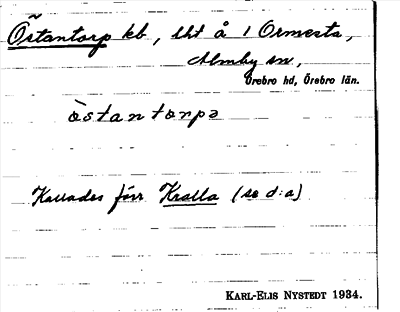 Östantorp kb, lht å 1 Ormesta,
Almby sn,
Örebro hd, Örebro län.
östantorpə
Kallades förr Kralla (se d:a)
KARL-ELIS NYSTEDT 1934.